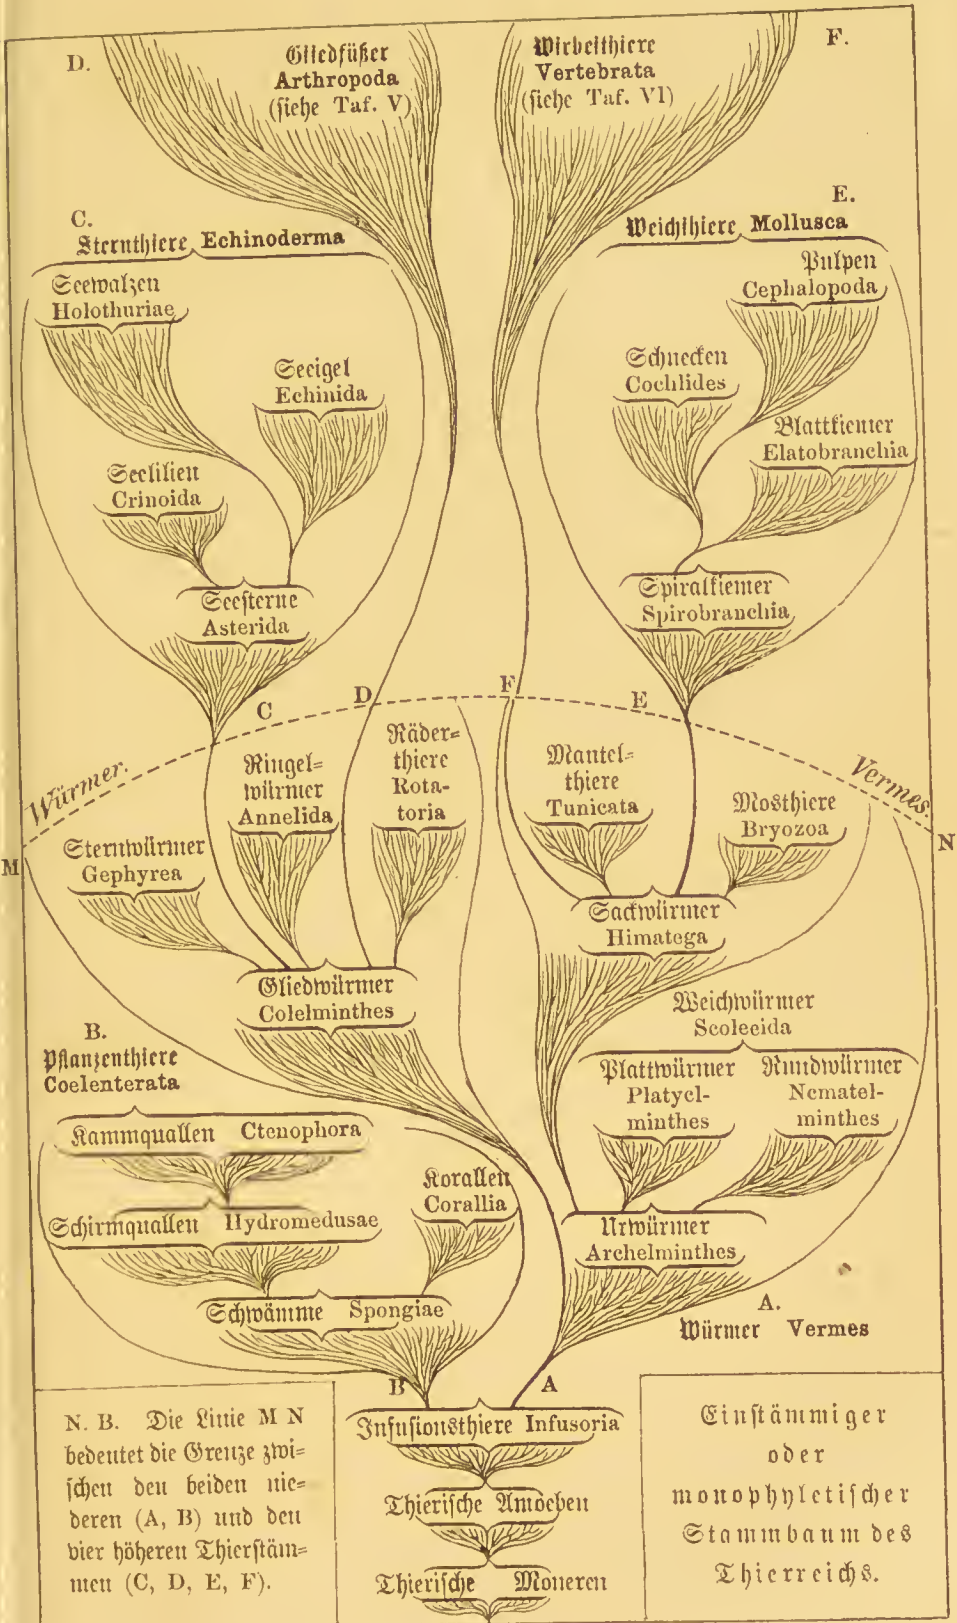 D.
Gliedfüßer
Arthropoda
(siehe Taf. V)
Wirbelthiere
Vertebrata
(siehe Taf. VI)
F.
C.
Sternthiere Echinoderma
Seewalzen
Holothuriae
Seeigel
Echinida
Seelilien
Crinoida
Seesterne
Asterida
E.
Weichthiere Mollusca
Pulpen
Cephalopoda
Schnecken
Cochlides
Blattkiemer
Elatobranchia
Spiralkiemer
Spirobranchia
C
D
F
E
Würmer.
Vermes.
M
N
Sternwürmer
Gephyrea
Ringel-
würmer
Annelida
Räder-
thiere
Rota-
toria
Mantel-
thiere
Tunicata
Mosthiere
Bryozoa
Sackwürmer
Himatega
Gliedwürmer
Colelminthes
Weichwürmer
Scolecida
Plattwürmer
Platyel-
minthes
Rundwürmer
Nematel-
minthes
B.
Pflanzenthiere
Coelenterata
Kammquallen Ctenophora
Korallen
Corallia
Schirmquallen Hydromedusae
Urwürmer
Archelminthes
Schwämme Spongiae
A.
Würmer Vermes
B
A
Infusionsthiere Infusoria
Thierische Amoeben
Thierische Moneren
N. B. Die Linie M N
bedeutet die Grenze zwi-
schen den beiden nie-
deren (A, B) und den
vier höheren Thierstäm-
men (C, D, E, F).
Einstämmiger
oder
monophyletischer
Stammbaum des
Thierreichs.